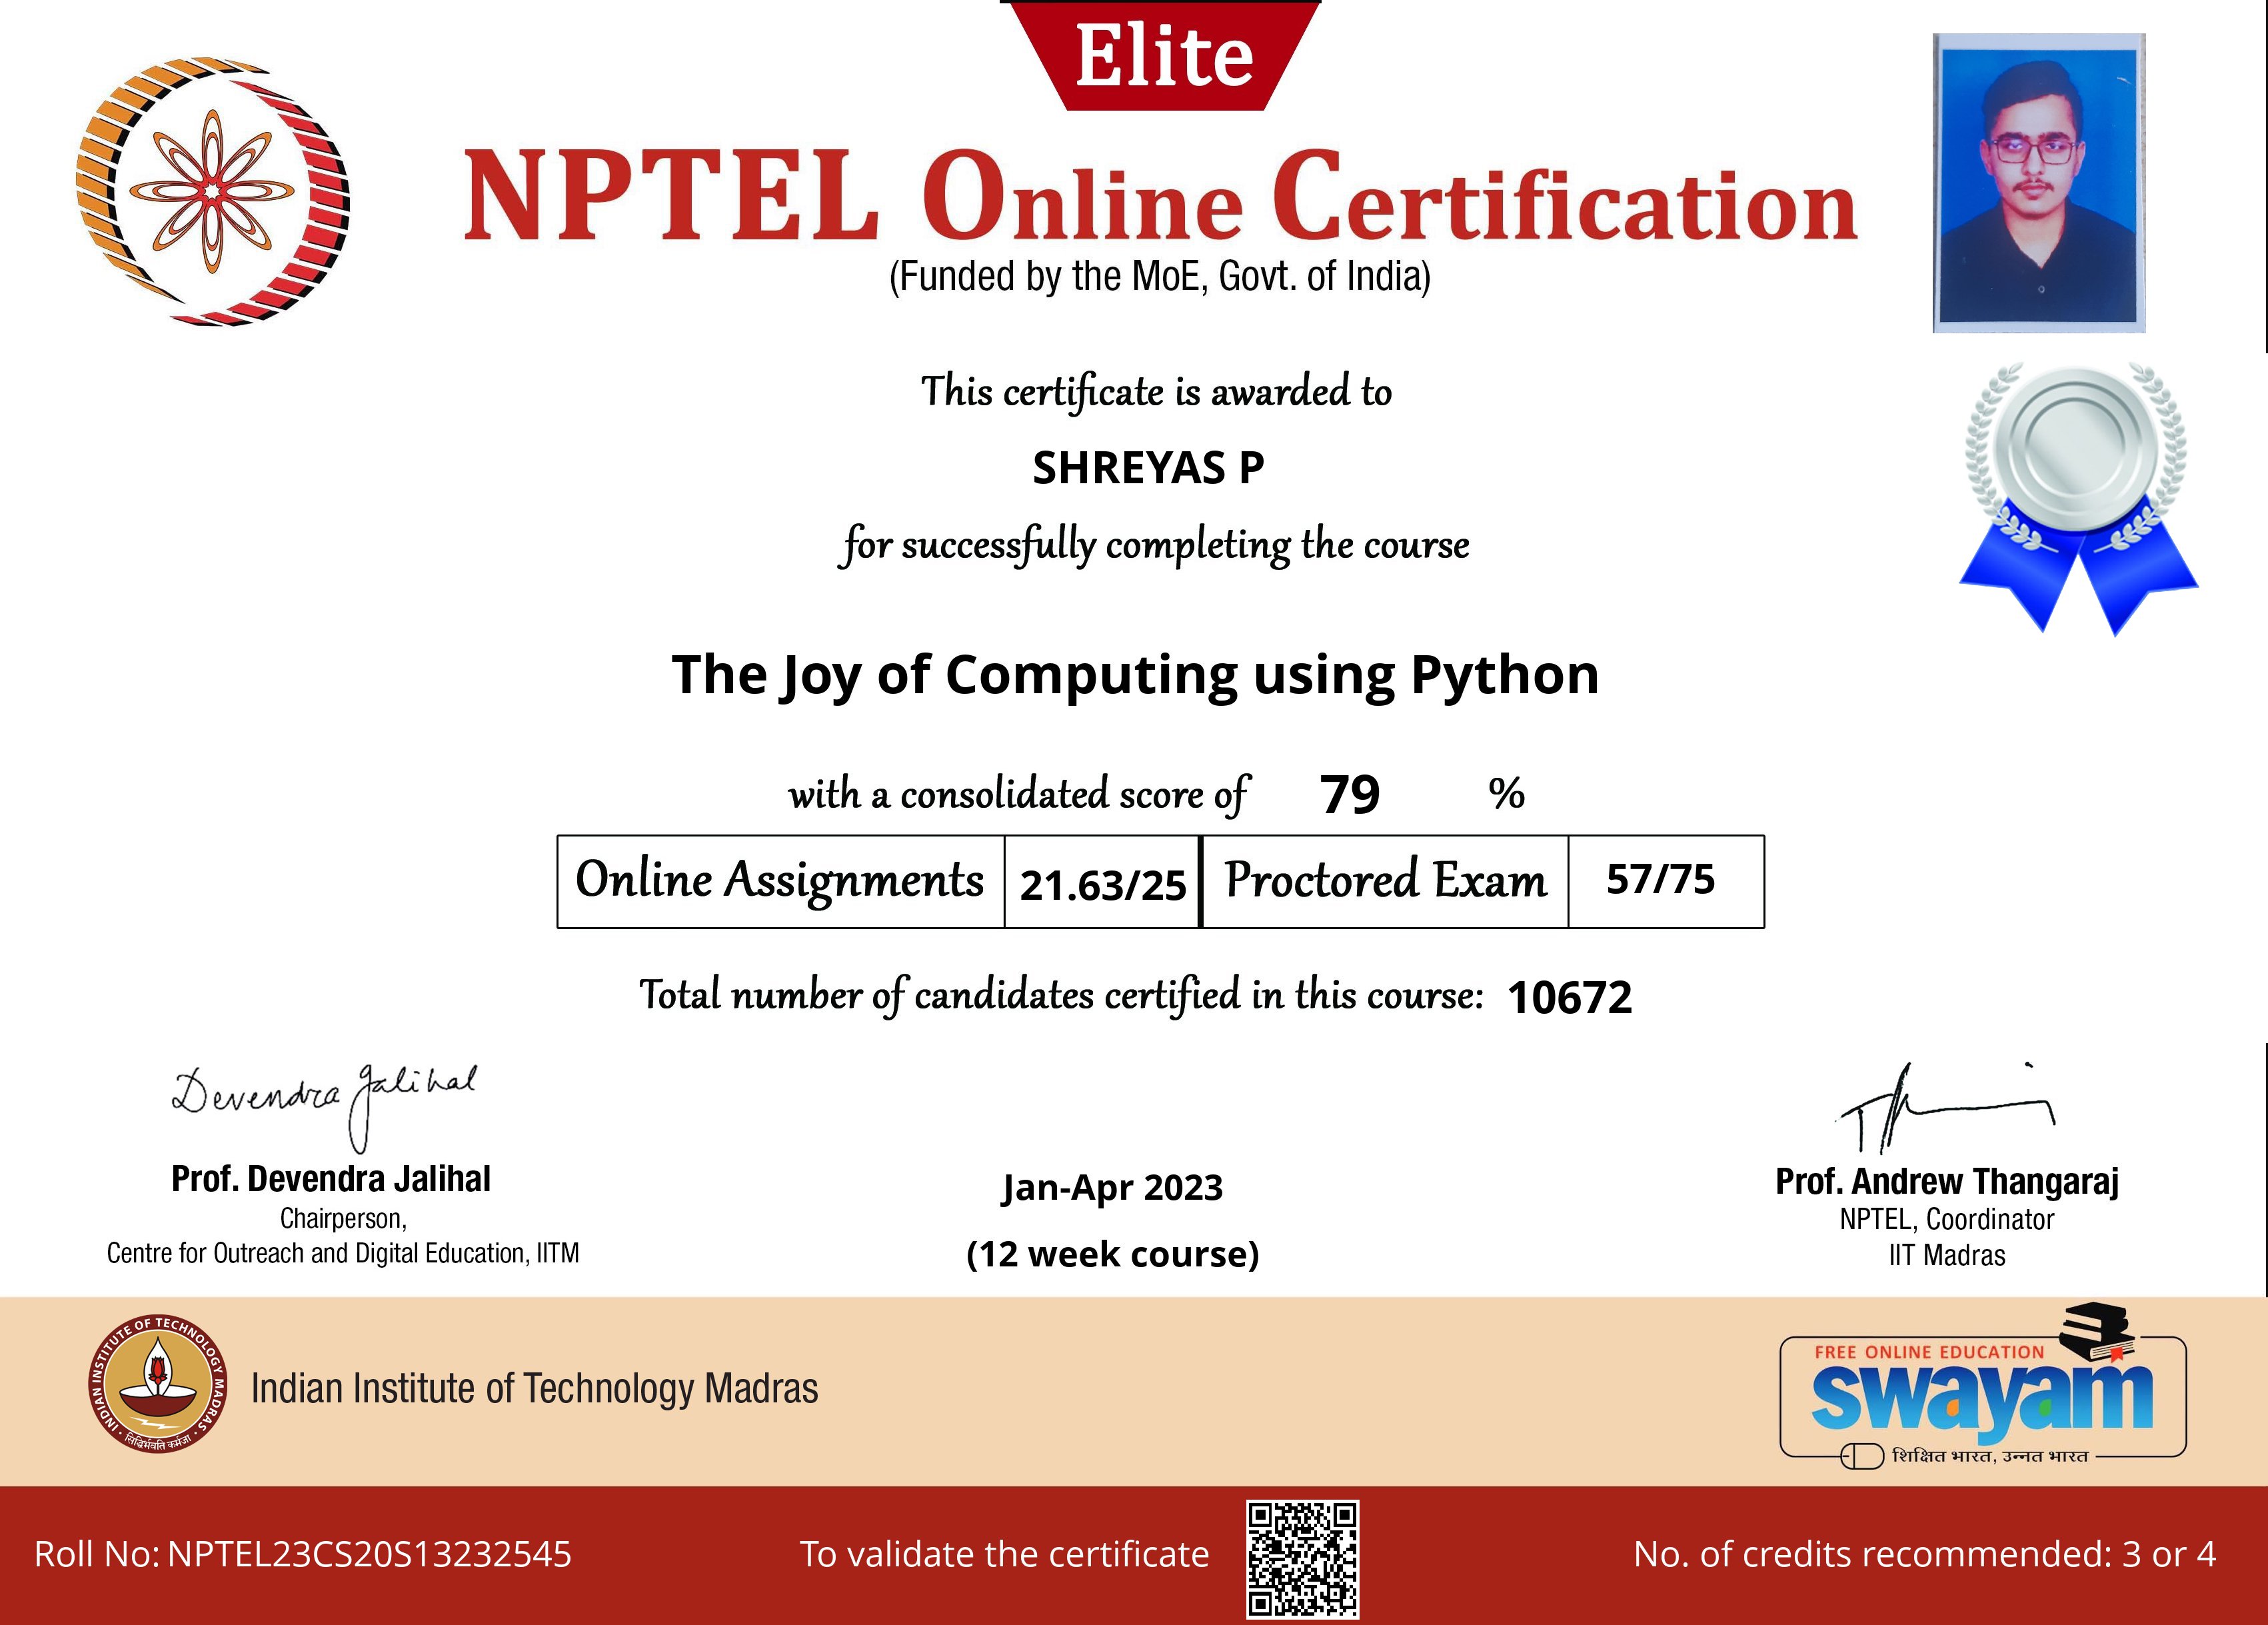 Elite
NPTEL Online Certification
(Funded by the MoE, Govt. of India)
This certificate is awarded to
SHREYAS P
for successfully completing the course
The Joy of Computing using Python
with a consolidated score of 79 %
Online Assignments 21.63/25 Proctored Exam 57/75
Total number of candidates certified in this course: 10672
Devendra Jalihal
Prof. Devendra Jalihal
Chairperson,
Centre for Outreach and Digital Education, IITM
Jan-Apr 2023
(12 week course)
Prof. Andrew Thangaraj
NPTEL, Coordinator
IIT Madras
INDIAN INSTITUTE OF TECHNOLOGY MADRAS
सिद्धिर्भवति कर्मजा
Indian Institute of Technology Madras
FREE ONLINE EDUCATION
swayam
शिक्षित भारत, उन्नत भारत
Roll No: NPTEL23CS20S13232545
To validate the certificate
No. of credits recommended: 3 or 4